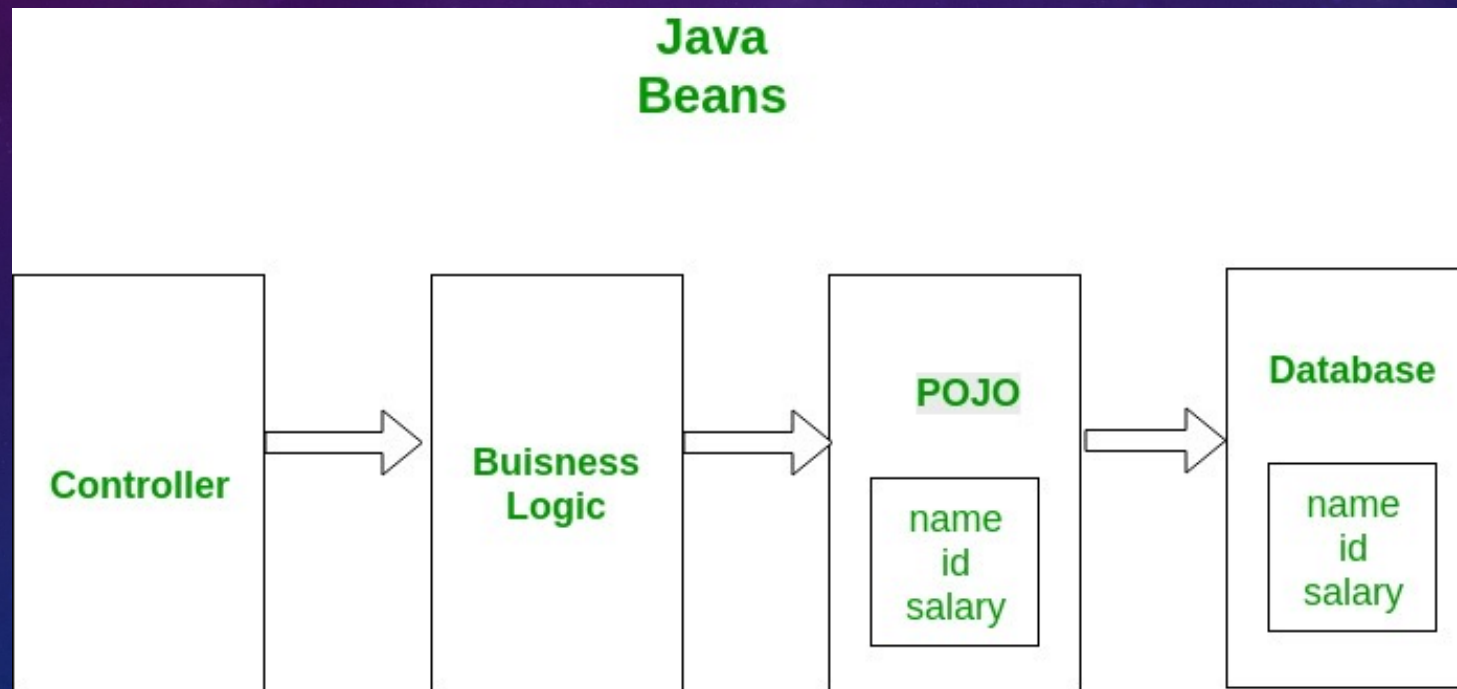 Java
Beans
Controller
Buisness
Logic
POJO
name
id
salary
Database
name
id
salary